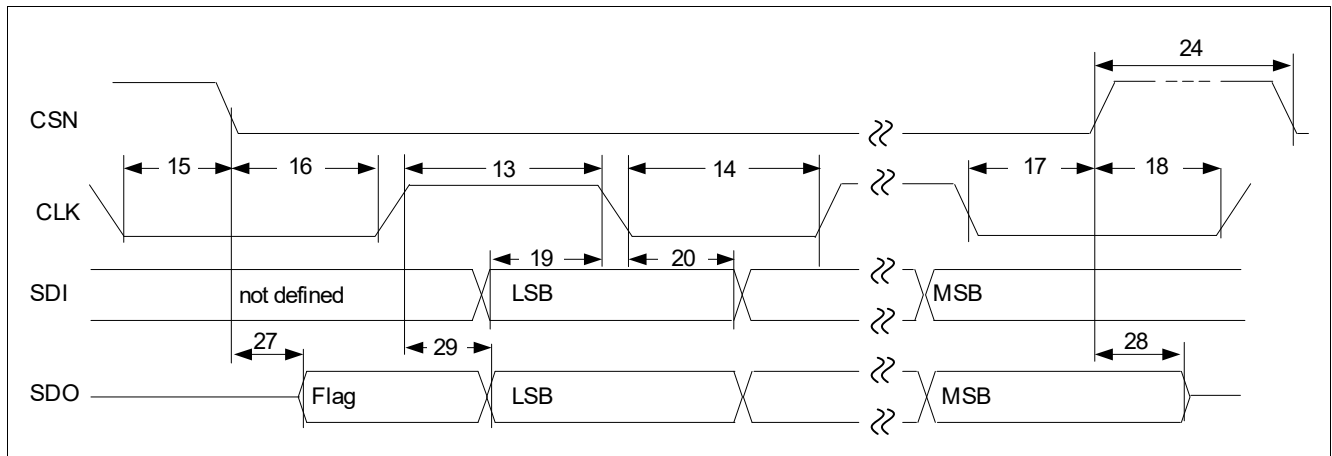 24
CSN
15
16
13
14
17
18
CLK
19
20
SDI
not defined
LSB
MSB
27
29
28
SDO
Flag
LSB
MSB